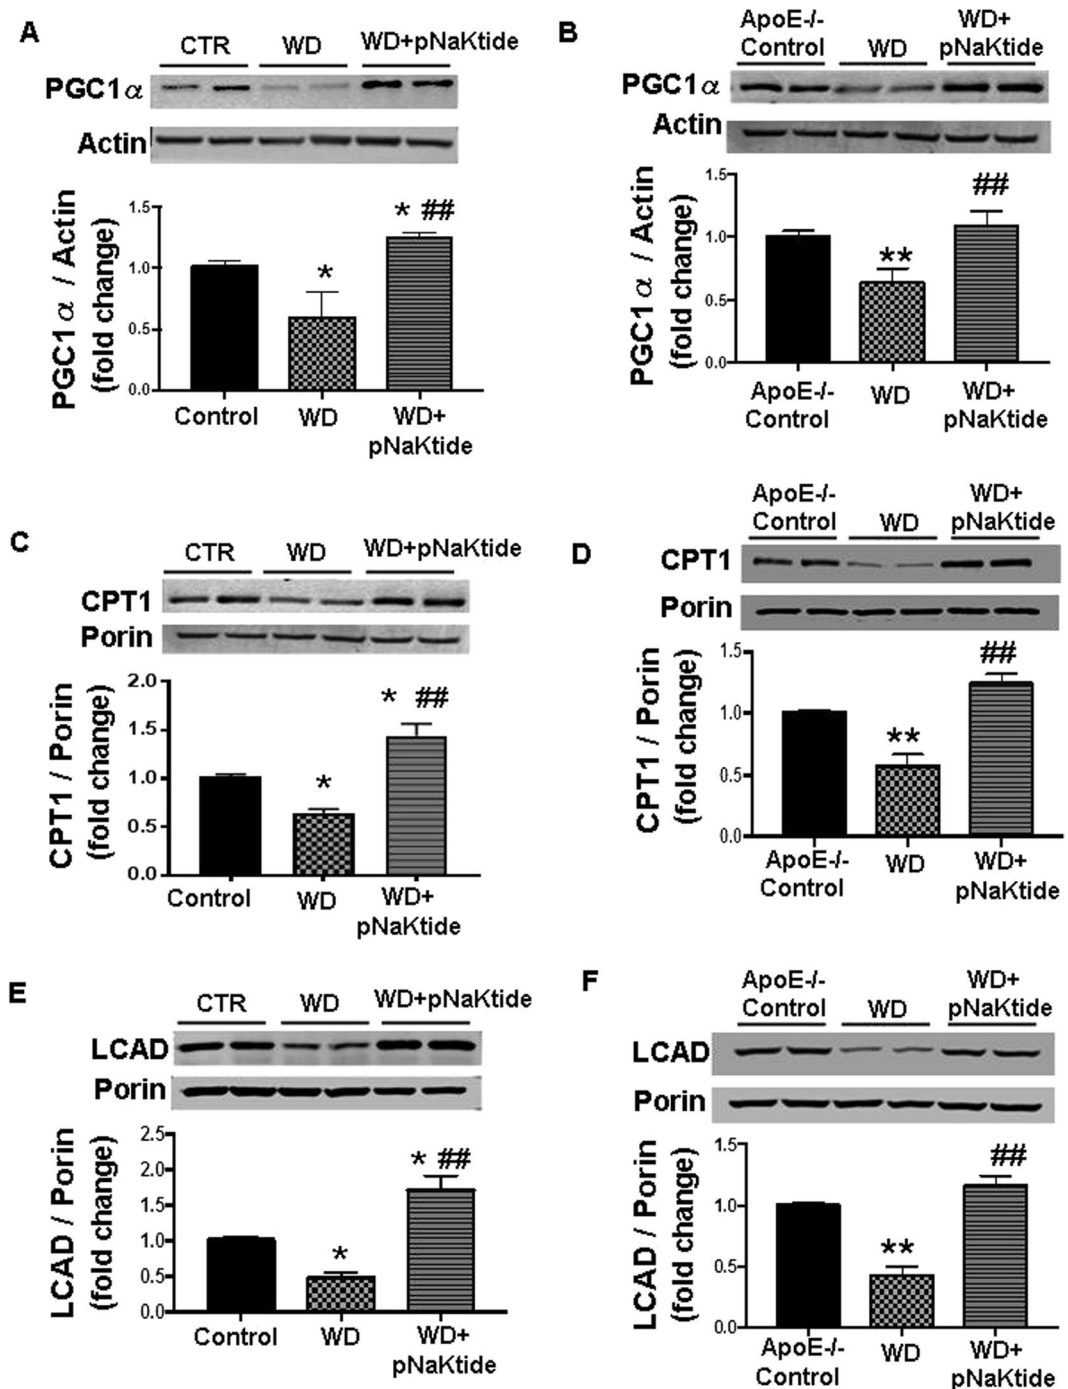 A
CTR WD WD+pNaKtide
PGC1α
Actin
PGC1α / Actin
(fold change)
1.5
1.0
0.5
0.0
* * ##
Control WD WD+
pNaKtide
B
ApoE-/-
Control WD WD+
pNaKtide
PGC1α
Actin
PGC1α / Actin
(fold change)
1.5
1.0
0.5
0.0
** ##
ApoE-/-
Control WD WD+
pNaKtide
C
CTR WD WD+pNaKtide
CPT1
Porin
CPT1 / Porin
(fold change)
2.0
1.5
1.0
0.5
0.0
* * ##
Control WD WD+
pNaKtide
D
ApoE-/-
Control WD WD+
pNaKtide
CPT1
Porin
CPT1 / Porin
(fold change)
1.5
1.0
0.5
0.0
** ##
ApoE-/-
Control WD WD+
pNaKtide
E
CTR WD WD+pNaKtide
LCAD
Porin
LCAD / Porin
(fold change)
2.5
2.0
1.5
1.0
0.5
0.0
* * ##
Control WD WD+
pNaKtide
F
ApoE-/-
Control WD WD+
pNaKtide
LCAD
Porin
LCAD / Porin
(fold change)
1.5
1.0
0.5
0.0
** ##
ApoE-/-
Control WD WD+
pNaKtide